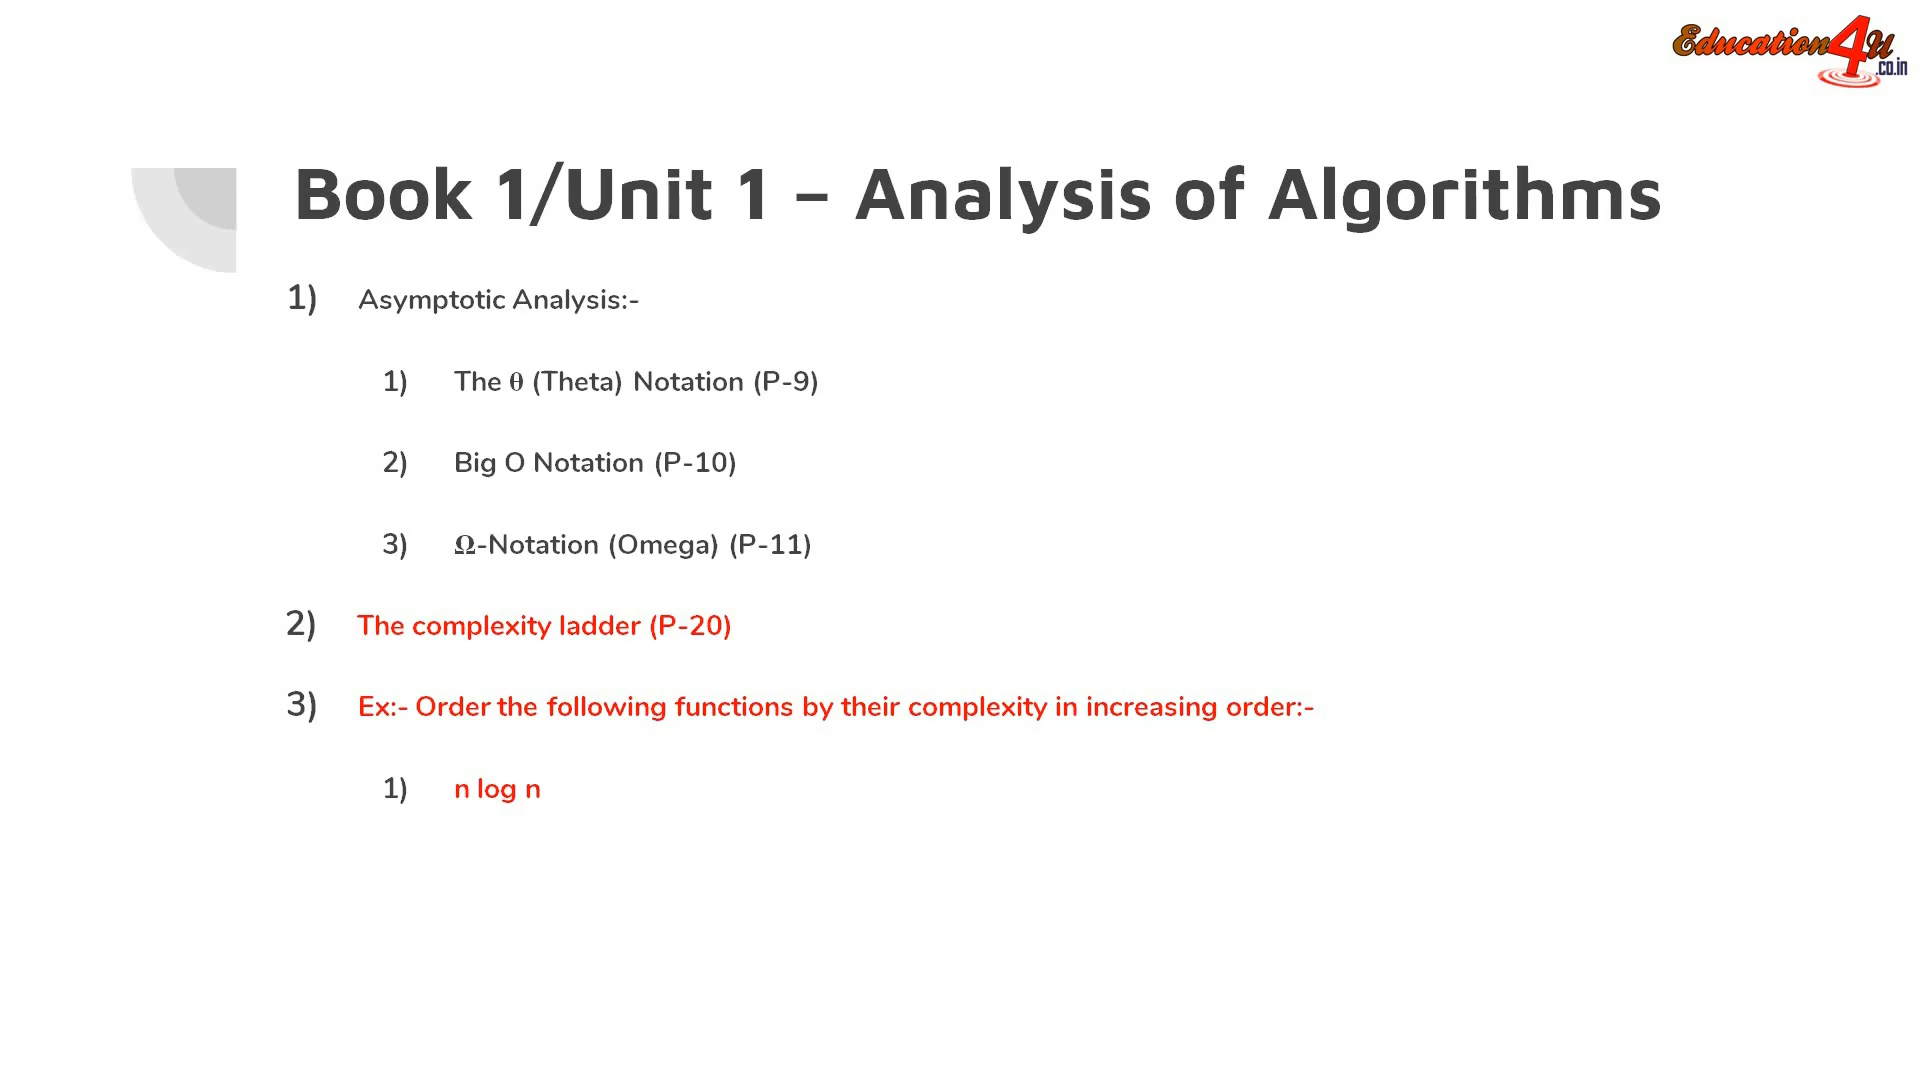 Education4u
.co.in
Book 1/Unit 1 – Analysis of Algorithms
1) Asymptotic Analysis:-
1) The θ (Theta) Notation (P-9)
2) Big O Notation (P-10)
3) Ω-Notation (Omega) (P-11)
2) The complexity ladder (P-20)
3) Ex:- Order the following functions by their complexity in increasing order:-
1) n log n